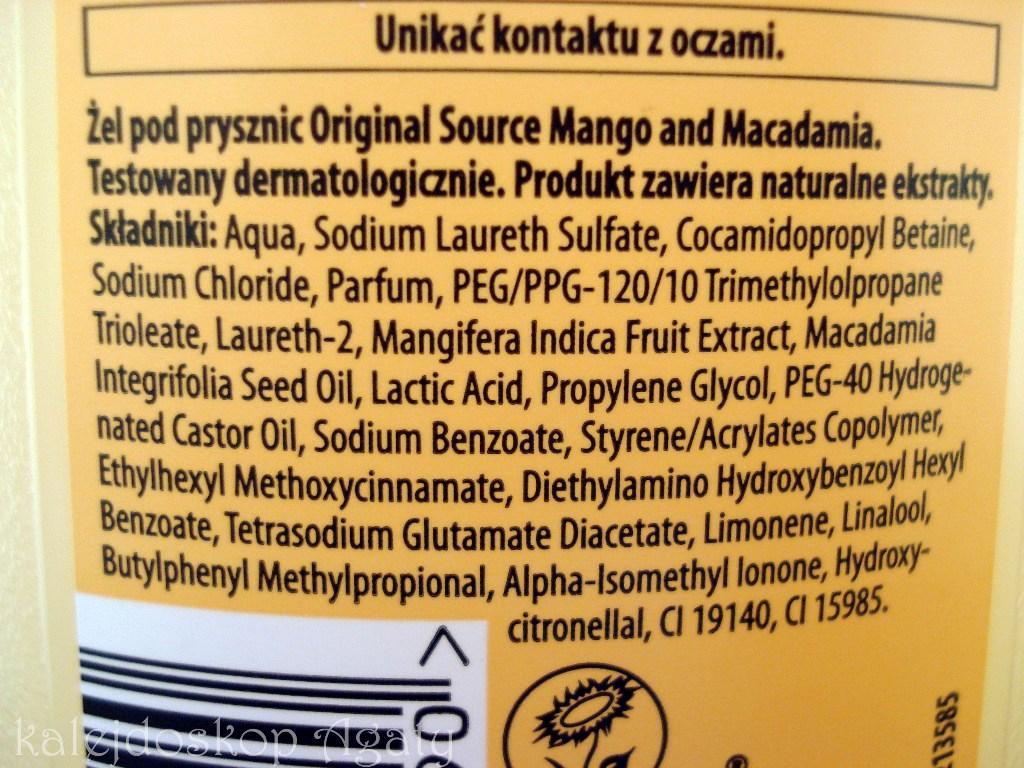 Unikać kontaktu z oczami.
Żel pod prysznic Original Source Mango and Macadamia.
Testowany dermatologicznie. Produkt zawiera naturalne ekstrakty.
Składniki: Aqua, Sodium Laureth Sulfate, Cocamidopropyl Betaine,
Sodium Chloride, Parfum, PEG/PPG-120/10 Trimethylolpropane
Trioleate, Laureth-2, Mangifera Indica Fruit Extract, Macadamia
Integrifolia Seed Oil, Lactic Acid, Propylene Glycol, PEG-40 Hydroge-
nated Castor Oil, Sodium Benzoate, Styrene/Acrylates Copolymer,
Ethylhexyl Methoxycinnamate, Diethylamino Hydroxybenzoyl Hexyl
Benzoate, Tetrasodium Glutamate Diacetate, Limonene, Linalool,
Butylphenyl Methylpropional, Alpha-Isomethyl Ionone, Hydroxy-
citronellal, CI 19140, CI 15985.
kalejdoskop Agaty